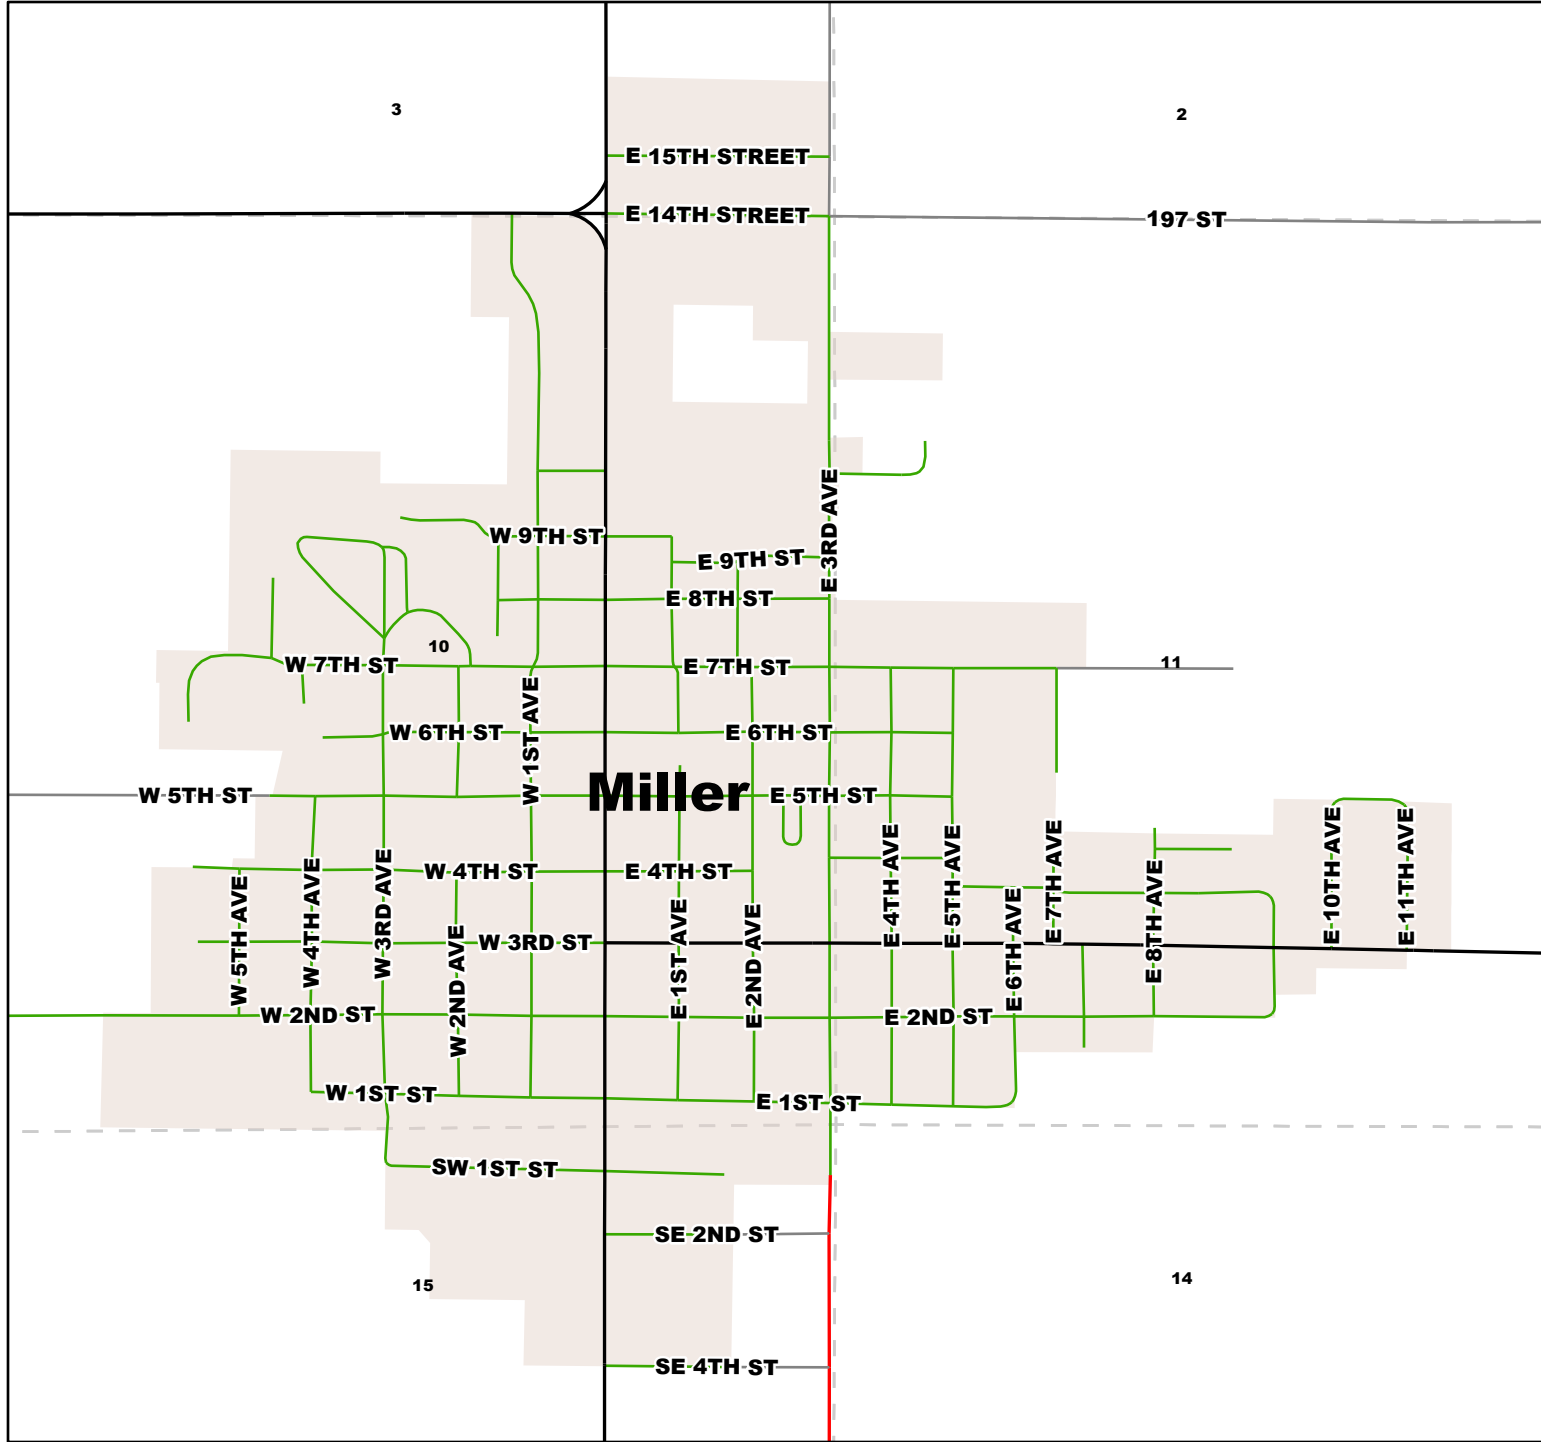 3
2
E 15TH STREET
E 14TH STREET
197 ST
E 3RD AVE
W 9TH ST
E 9TH ST
E 8TH ST
10
W 7TH ST
E 7TH ST
11
W 1ST AVE
W 6TH ST
E 6TH ST
Miller
W 5TH ST
E 5TH ST
W 4TH ST
E 4TH ST
W 5TH AVE
W 4TH AVE
W 3RD AVE
W 2ND AVE
E 1ST AVE
E 2ND AVE
E 4TH AVE
E 5TH AVE
E 6TH AVE
E 7TH AVE
E 8TH AVE
E 10TH AVE
E 11TH AVE
W 3RD ST
W 2ND ST
E 2ND ST
W 1ST ST
E 1ST ST
SW 1ST ST
SE 2ND ST
15
14
SE 4TH ST